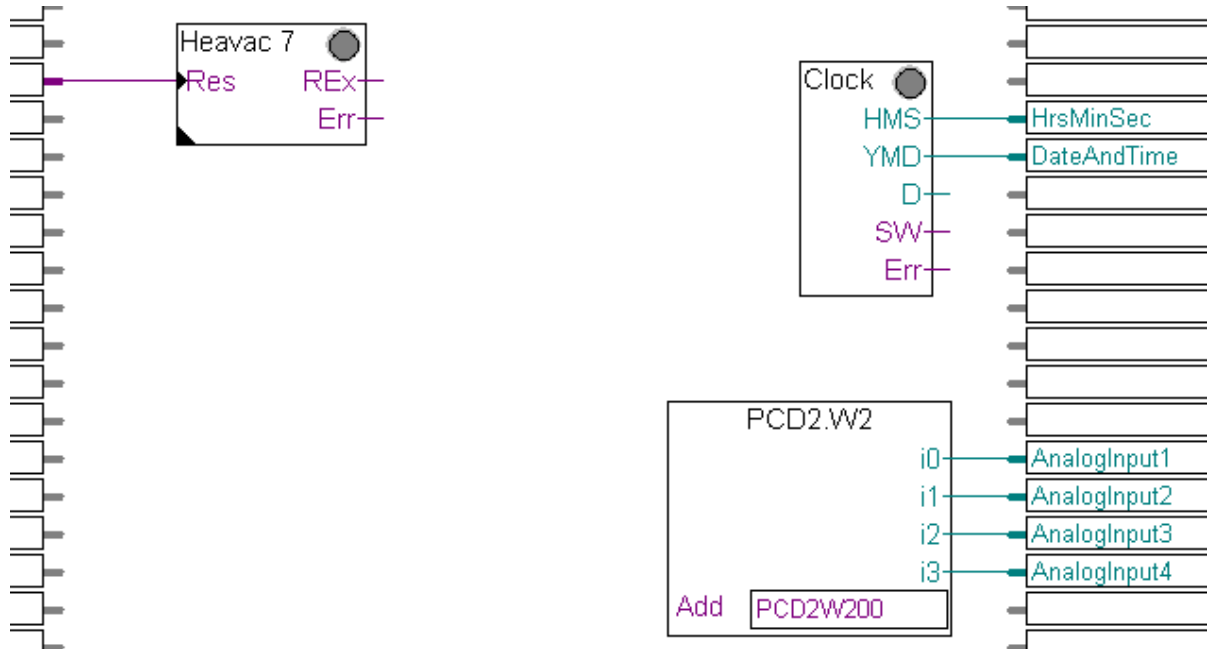 Heavac 7
Res REx
Err
Clock
HMS HrsMinSec
YMD DateAndTime
D
SW
Err
PCD2.W2
i0 AnalogInput1
i1 AnalogInput2
i2 AnalogInput3
i3 AnalogInput4
Add PCD2W200